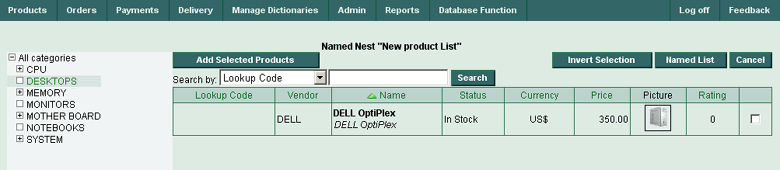 Products Orders Payments Delivery Manage Dictionaries Admin Reports Database Function Log off Feedback
Named Nest "New product List"
All categories
CPU
DESKTOPS
MEMORY
MONITORS
MOTHER BOARD
NOTEBOOKS
SYSTEM
Add Selected Products Invert Selection Named List Cancel
Search by: Lookup Code Search
Lookup Code Vendor Name Status Currency Price Picture Rating
DELL DELL OptiPlex In Stock US$ 350.00 0
DELL OptiPlex